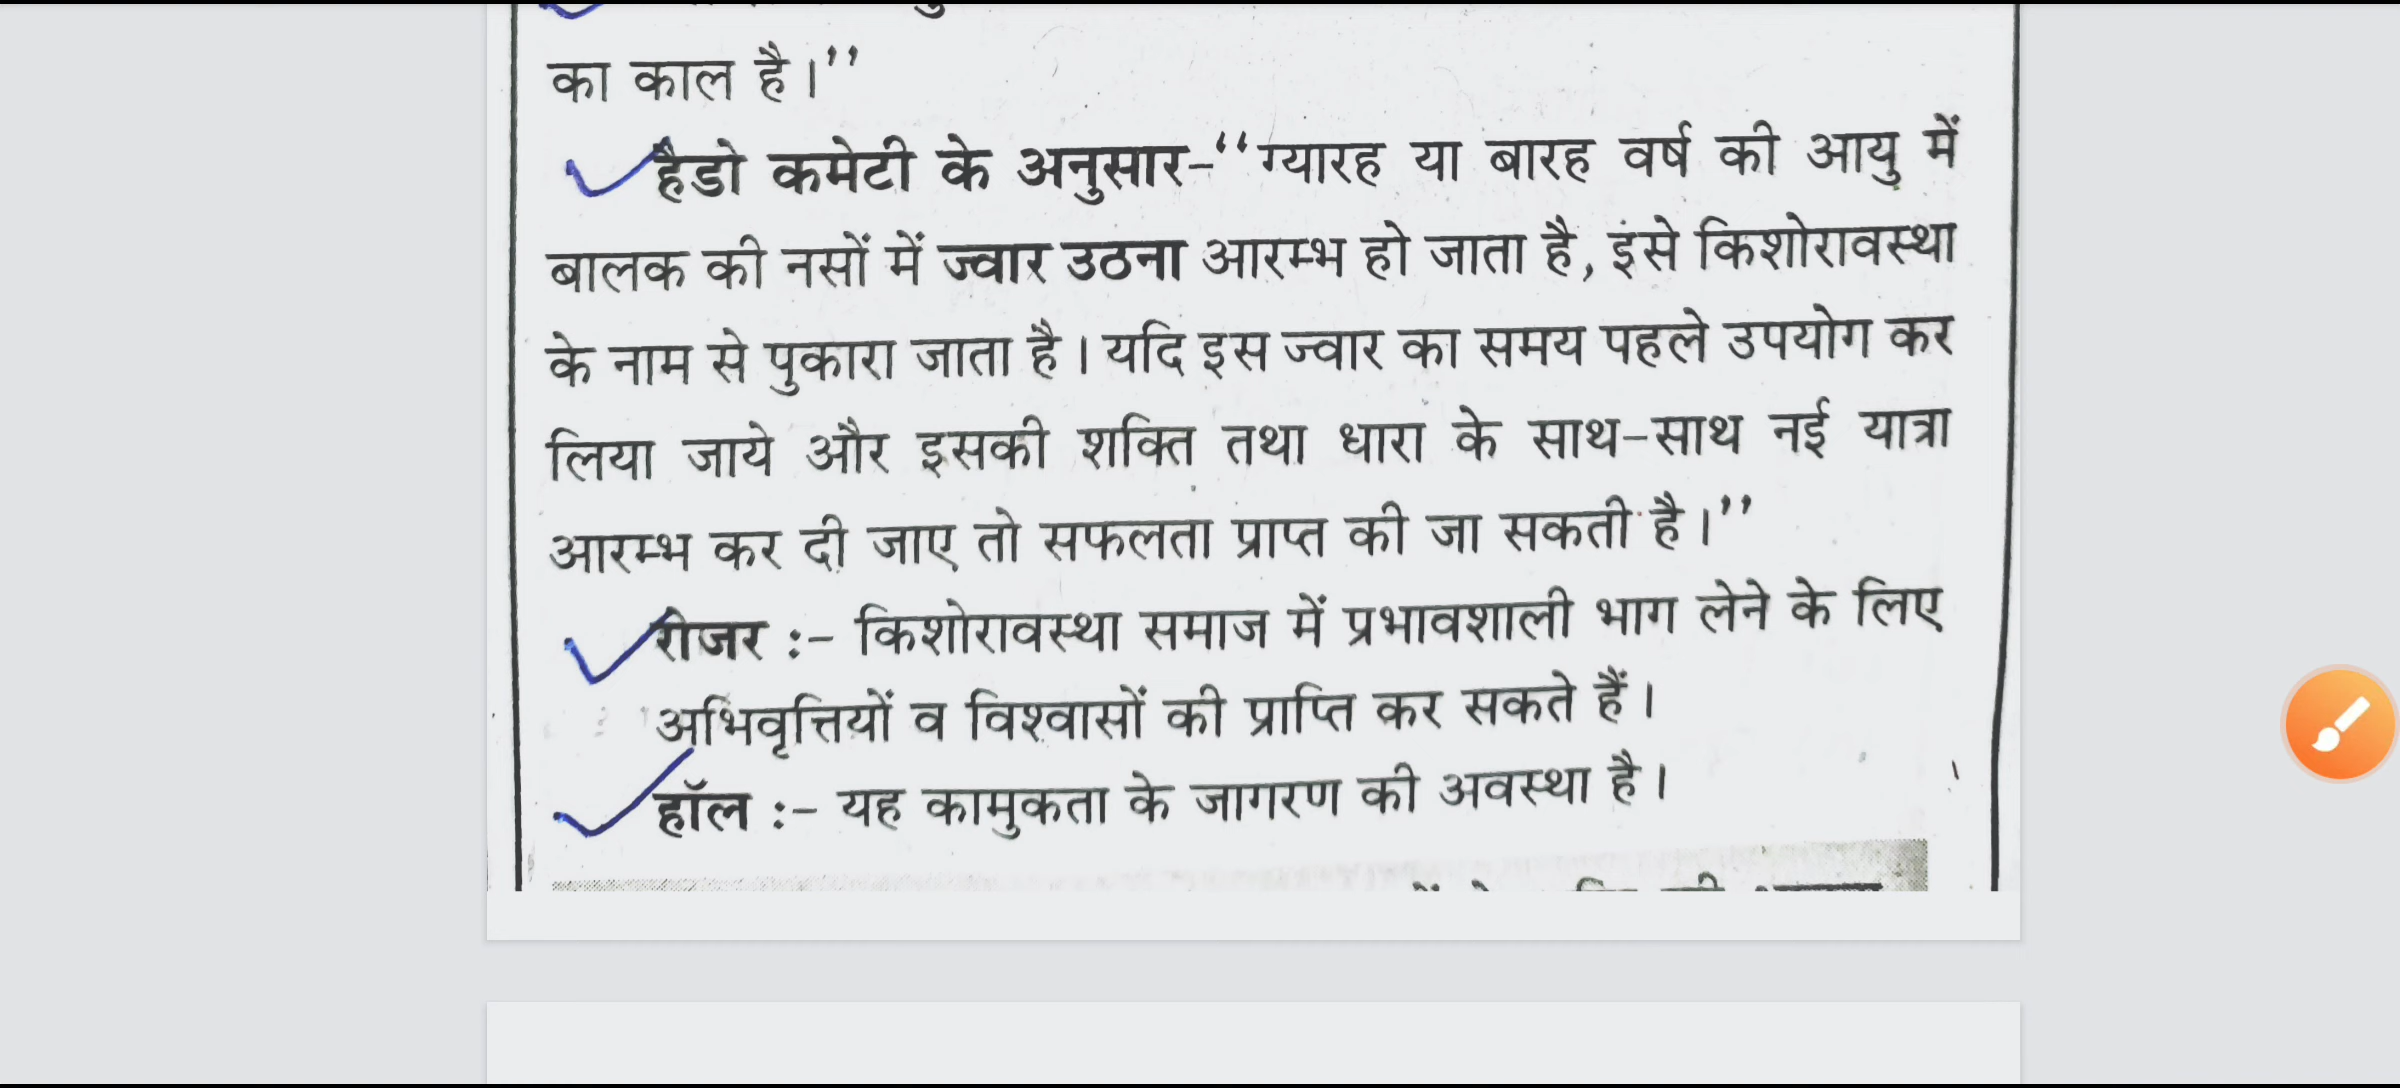 का काल है।’’
हैडो कमेटी के अनुसार-‘‘ग्यारह या बारह वर्ष की आयु में
बालक की नसों में ज्वार उठना आरम्भ हो जाता है, इंसे किशोरावस्था
के नाम से पुकारा जाता है। यदि इस ज्वार का समय पहले उपयोग कर
लिया जाये और इसकी शक्ति तथा धारा के साथ-साथ नई यात्रा
आरम्भ कर दी जाए तो सफलता प्राप्त की जा सकती है।’’
रीजर :- किशोरावस्था समाज में प्रभावशाली भाग लेने के लिए
अभिवृत्तियों व विश्वासों की प्राप्ति कर सकते हैं।
हॉल :- यह कामुकता के जागरण की अवस्था है।